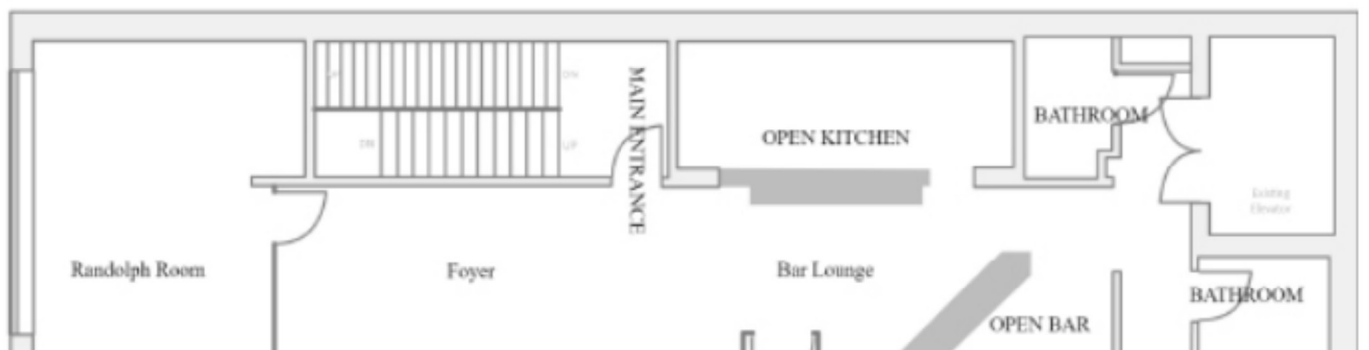 UP
DN
MAIN ENTRANCE
DN
UP
OPEN KITCHEN
BATHROOM
Existing
Elevator
Randolph Room
Foyer
Bar Lounge
BATHROOM
OPEN BAR